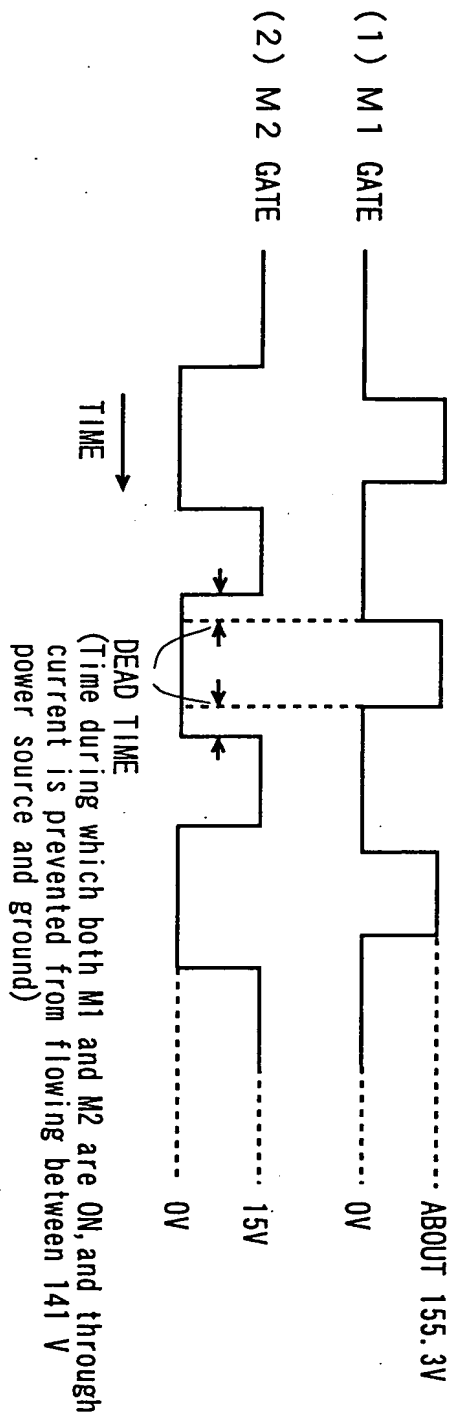 (1) M1 GATE
ABOUT 155.3V
0V
(2) M2 GATE
15V
0V
TIME
DEAD TIME
(Time during which both M1 and M2 are ON, and through
current is prevented from flowing between 141 V
power source and ground)